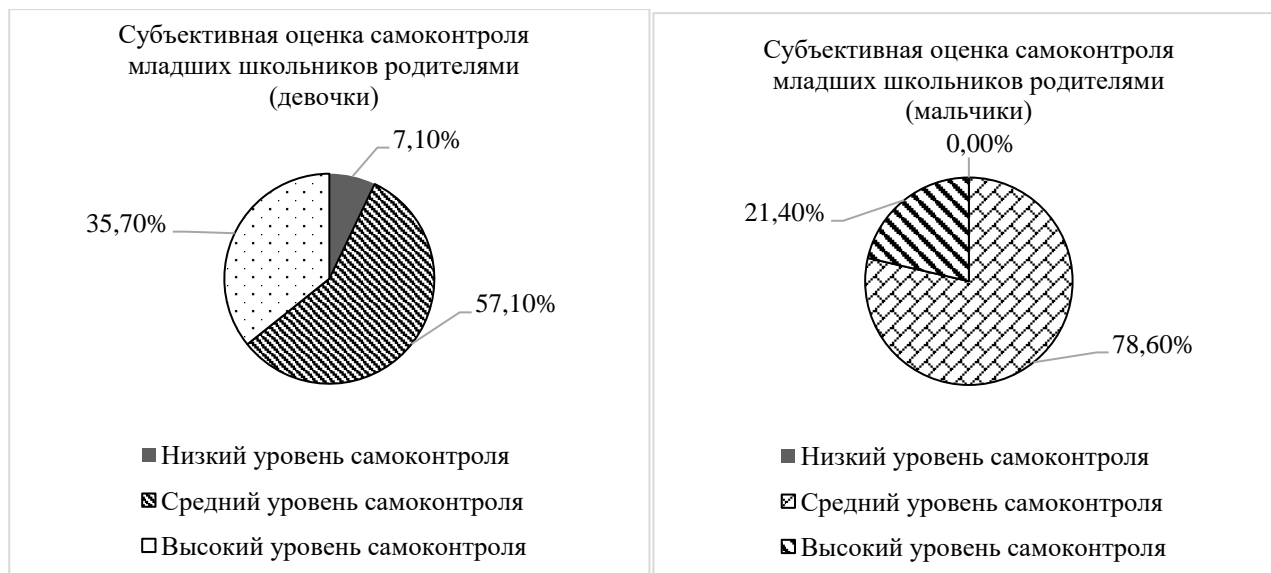 Субъективная оценка самоконтроля
младших школьников родителями
(девочки)
7,10%
35,70%
57,10%
Низкий уровень самоконтроля
Средний уровень самоконтроля
Высокий уровень самоконтроля
Субъективная оценка самоконтроля
младших школьников родителями
(мальчики)
0,00%
21,40%
78,60%
Низкий уровень самоконтроля
Средний уровень самоконтроля
Высокий уровень самоконтроля